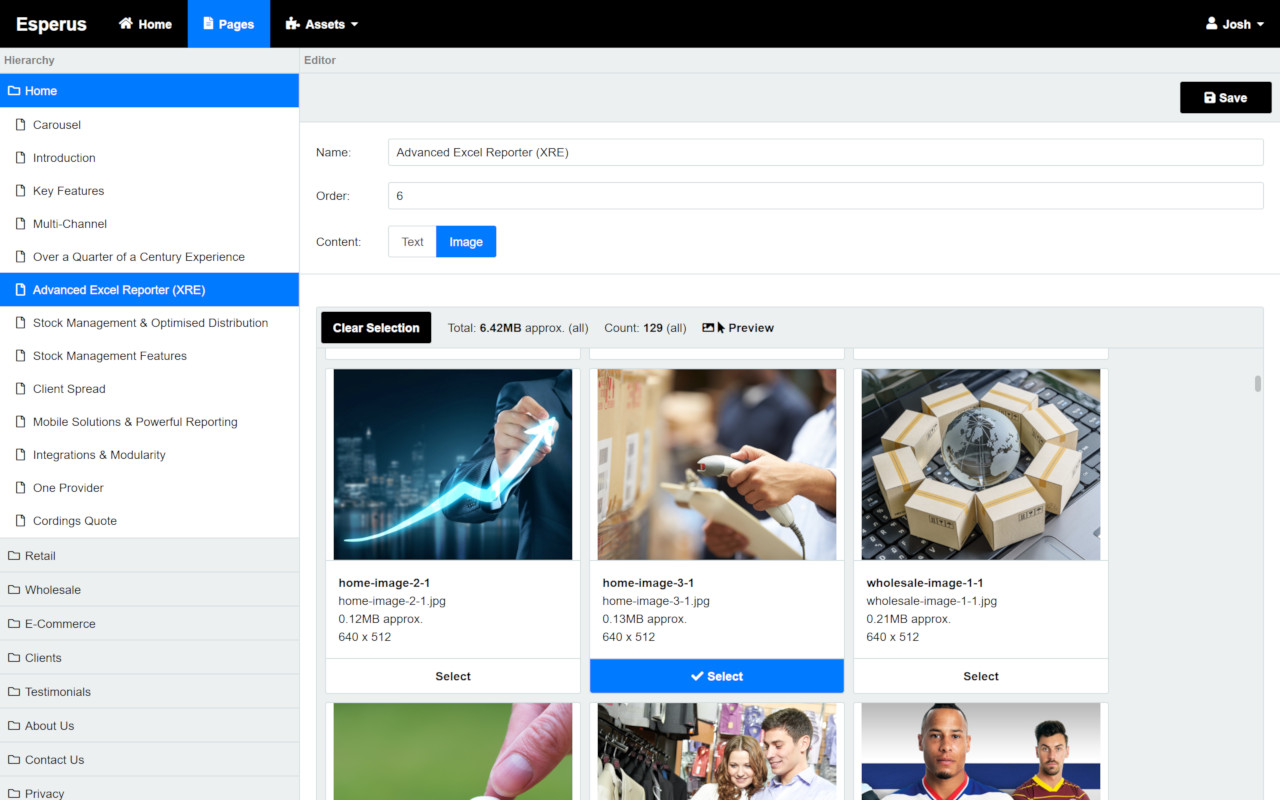 Esperus
Home
Pages
Assets
Josh
Hierarchy
Editor
Home
Carousel
Introduction
Key Features
Multi-Channel
Over a Quarter of a Century Experience
Advanced Excel Reporter (XRE)
Stock Management & Optimised Distribution
Stock Management Features
Client Spread
Mobile Solutions & Powerful Reporting
Integrations & Modularity
One Provider
Cordings Quote
Retail
Wholesale
E-Commerce
Clients
Testimonials
About Us
Contact Us
Privacy
Save
Name:
Advanced Excel Reporter (XRE)
Order:
6
Content:
Text
Image
Clear Selection
Total: 6.42MB approx. (all)
Count: 129 (all)
Preview
home-image-2-1
home-image-2-1.jpg
0.12MB approx.
640 x 512
Select
home-image-3-1
home-image-3-1.jpg
0.13MB approx.
640 x 512
Select
wholesale-image-1-1
wholesale-image-1-1.jpg
0.21MB approx.
640 x 512
Select